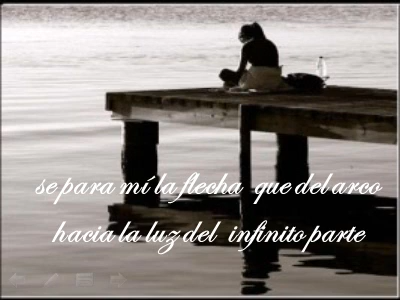 se para mí la flecha que del arco
hacia la luz del infinito parte